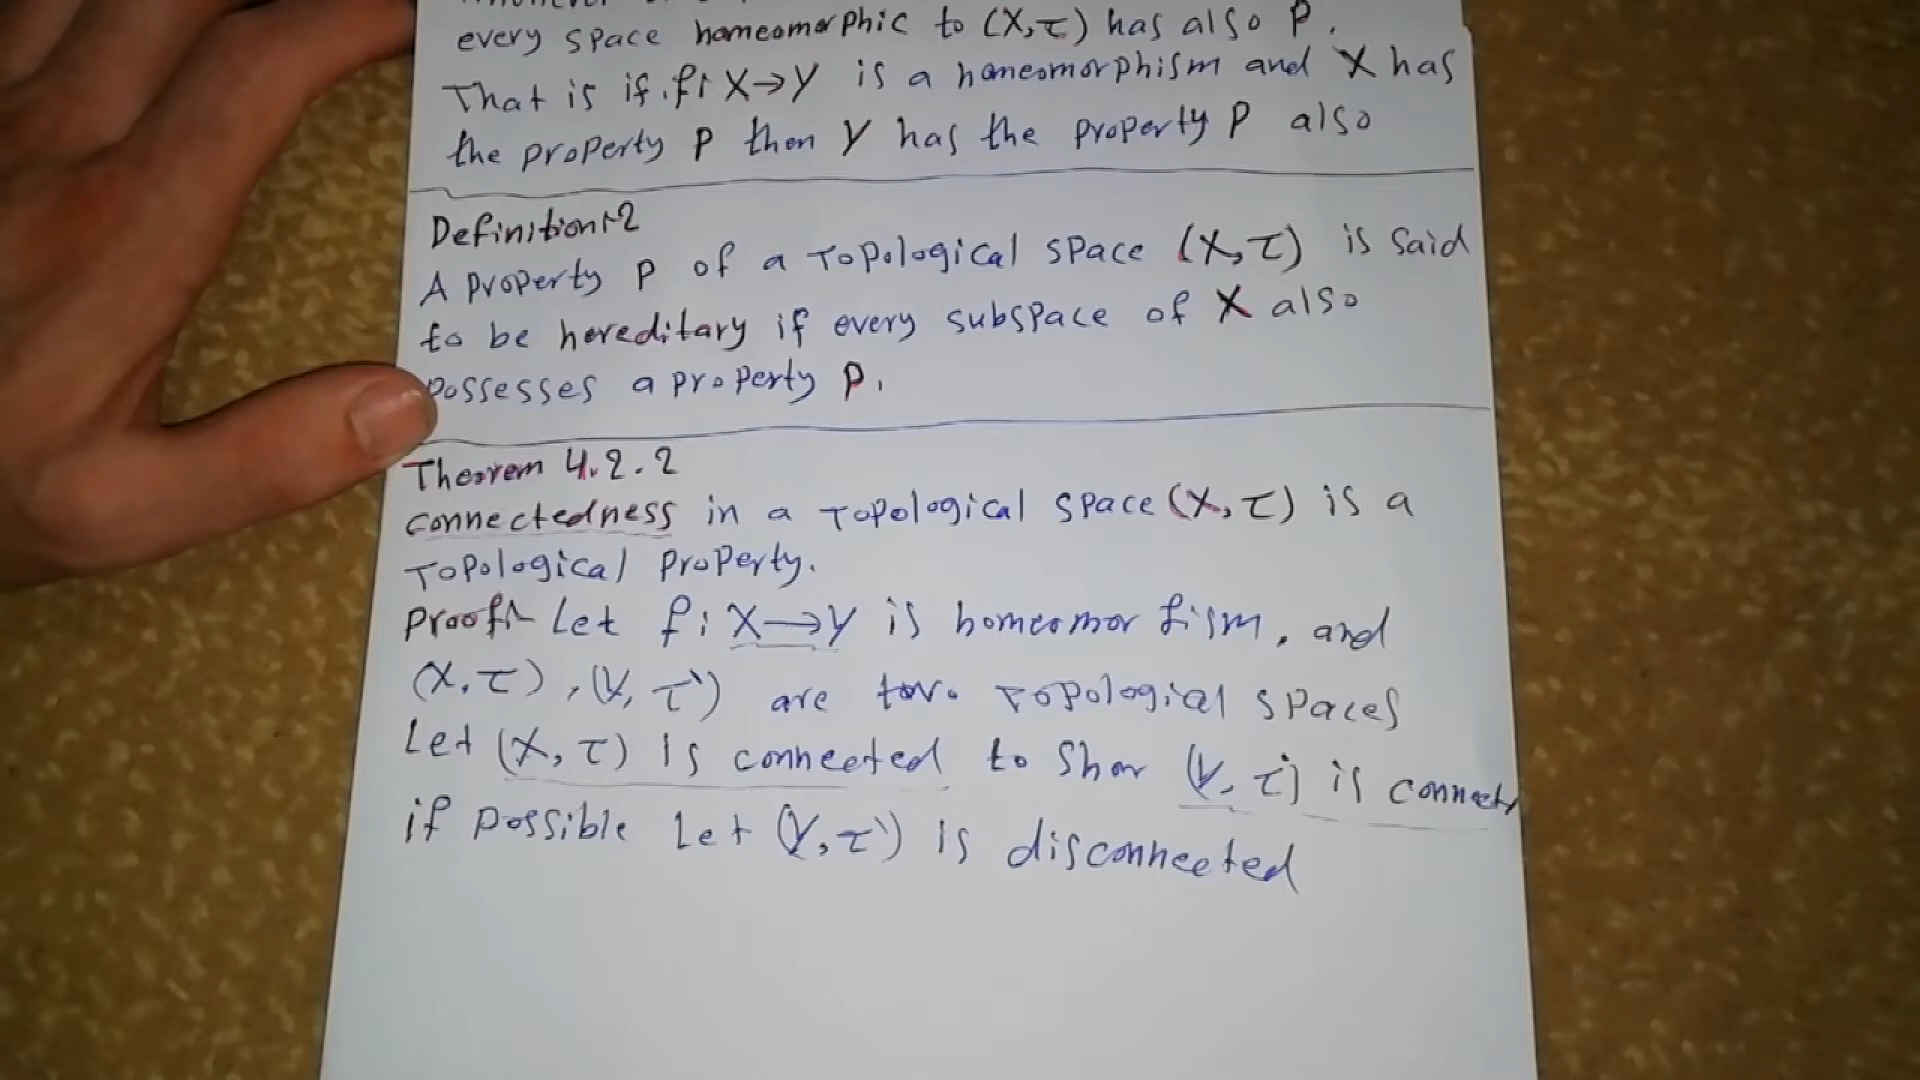 every space homeomorphic to (X,τ) has also P.
That is if f: X→Y is a homeomorphism and X has
the property P then Y has the property P also
Definition:-2
A property P of a Topological space (X,τ) is said
to be hereditary if every subspace of X also
possesses a property P.
Theorem 4.2.2
connectedness in a Topological space (X,τ) is a
Topological property.
Proof:- Let f: X→Y is homeomorfism, and
(X,τ), (Y,τ') are two Topological spaces
Let (X,τ) is connected to show (Y,τ') is connect
if possible Let (Y,τ') is disconnected